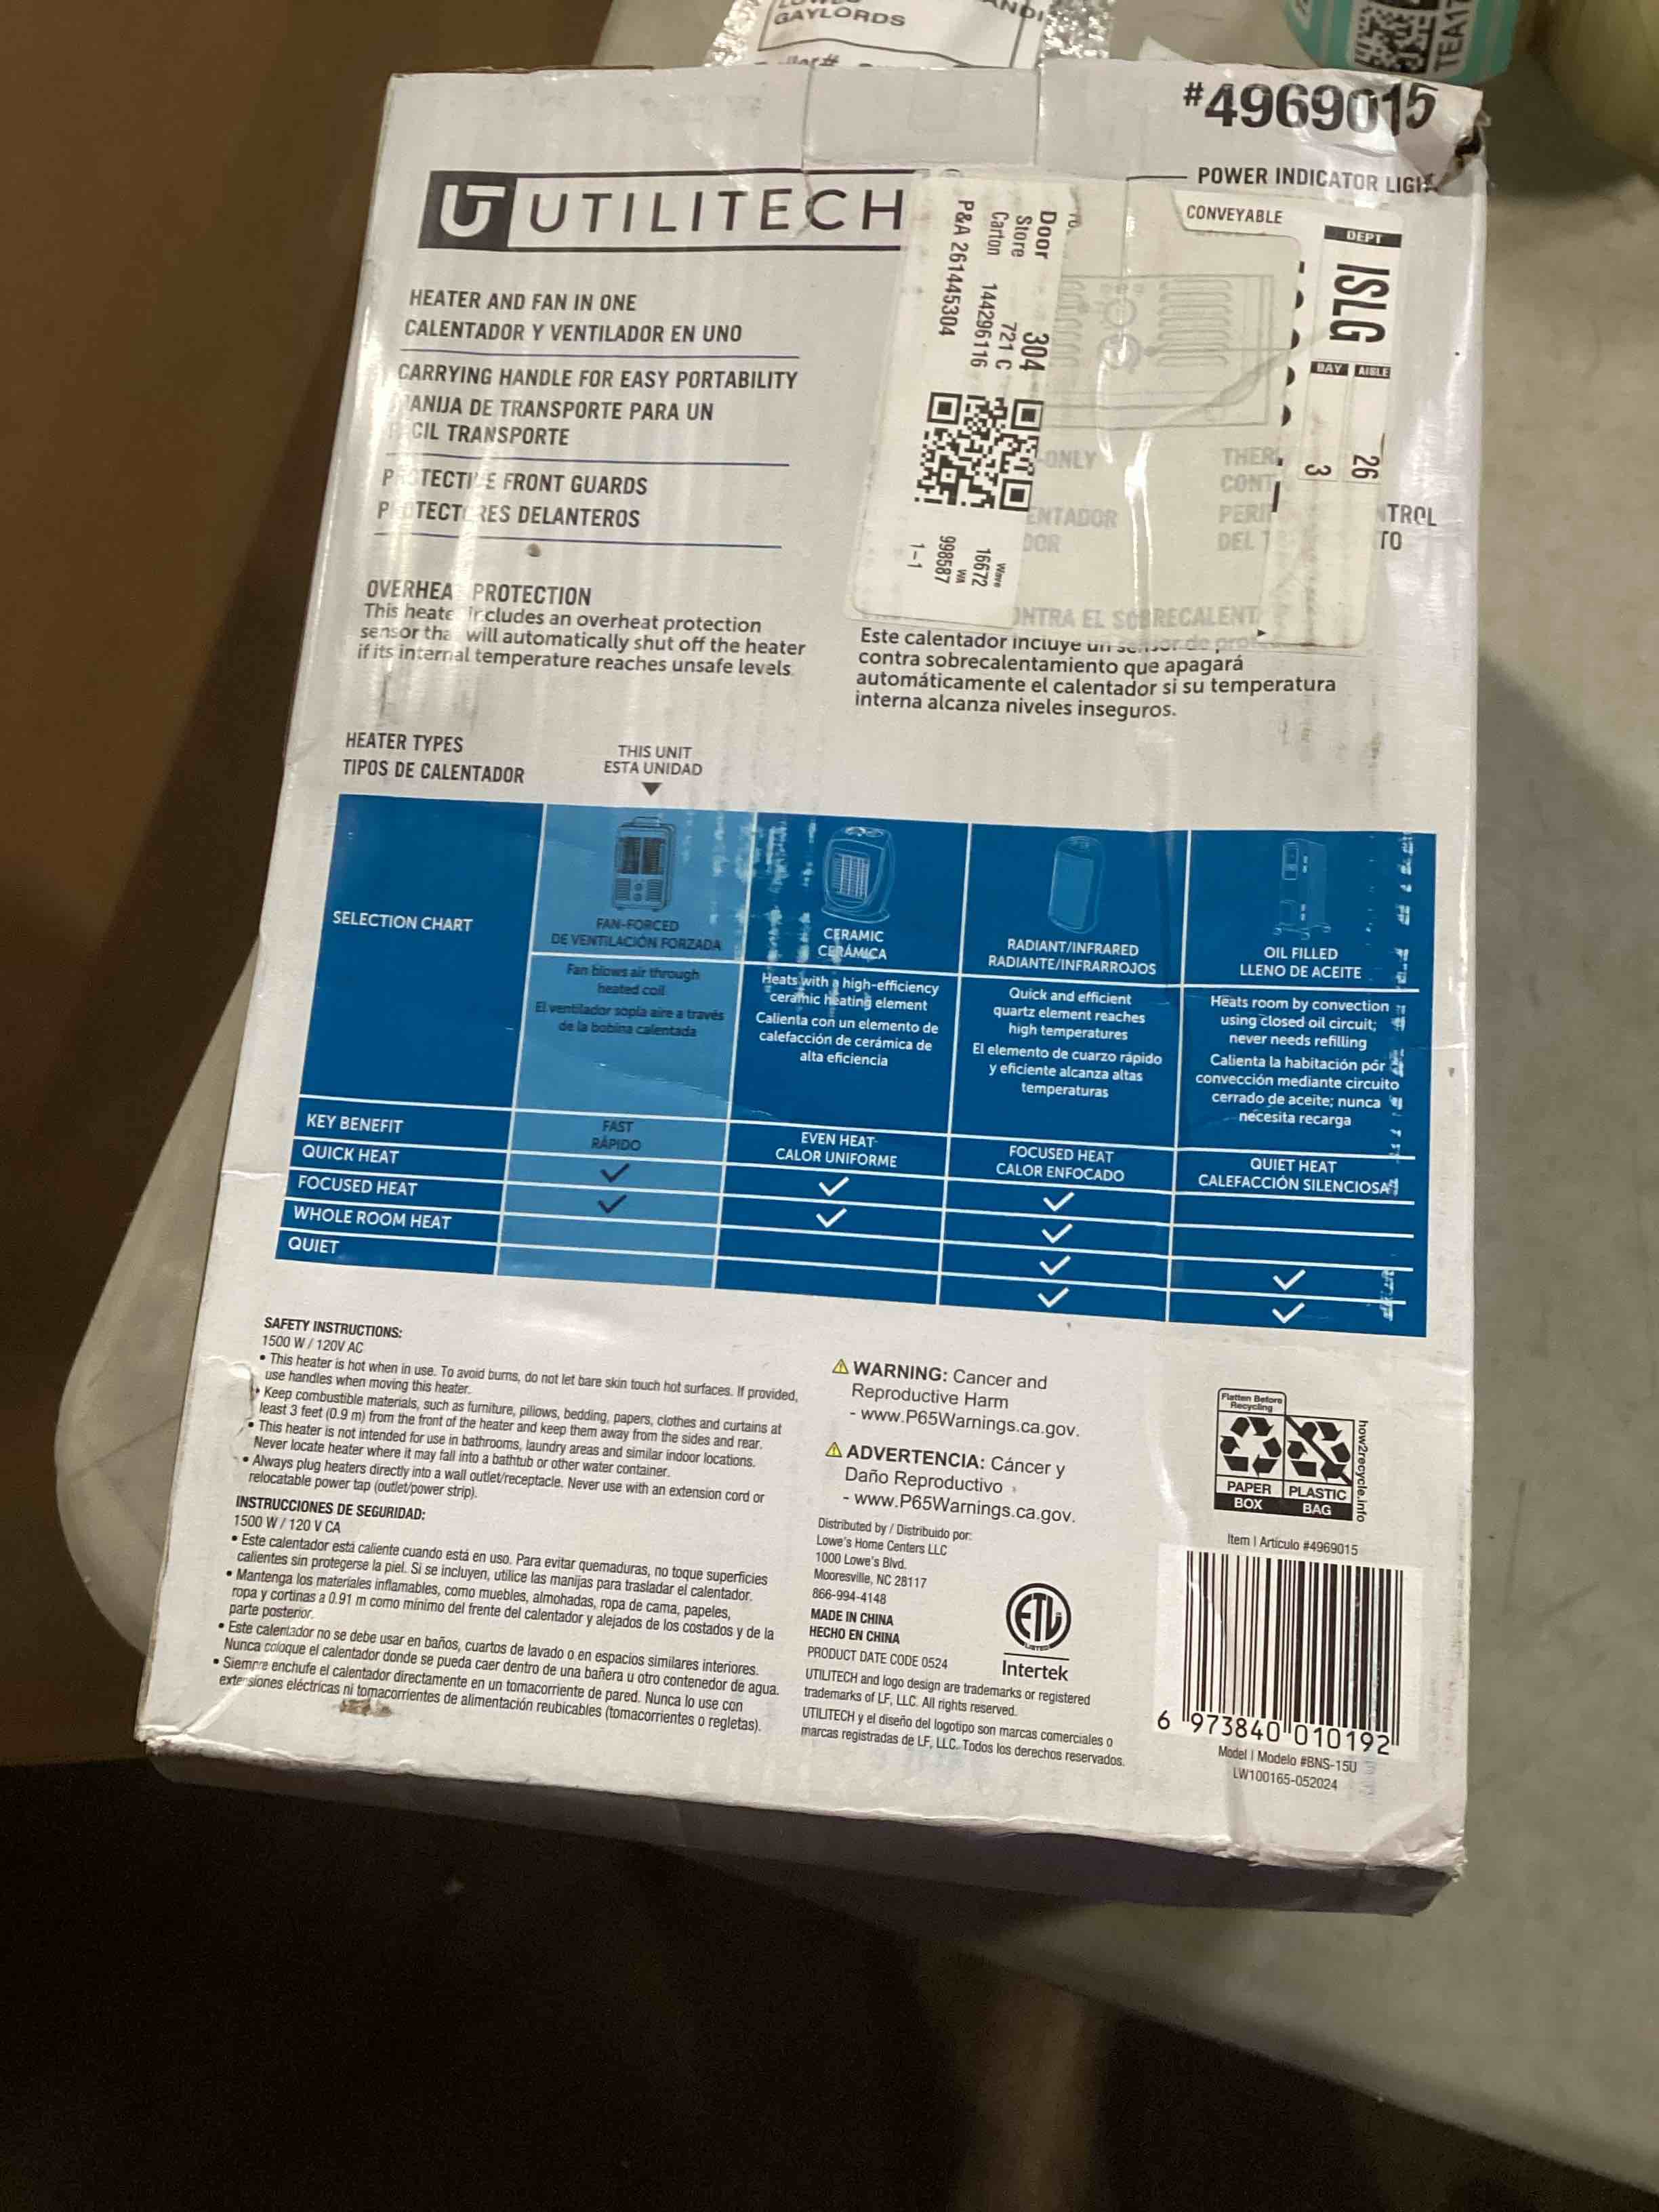 GAYLORDS
TEA17
#4969015
UTILITECH
POWER INDICATOR LIGH
HEATER AND FAN IN ONE
CALENTADOR Y VENTILADOR EN UNO
CARRYING HANDLE FOR EASY PORTABILITY
ANIJA DE TRANSPORTE PARA UN
CIL TRANSPORTE
P TECTI E FRONT GUARDS
P TECT RES DELANTEROS
CONVEYABLE
DEPT
ISLG
BAY AISLE
3 26
Door 304
Store 721 C
Carton 144296116
P&A 261445304
Wave
16672
WA
998587
1-1
-ONLY
ENTADOR
DOR
THER
CONT
PERI
DEL T
TROL
TO
OVERHEA PROTECTION
This heate includes an overheat protection
sensor tha will automatically shut off the heater
if its internal temperature reaches unsafe levels.
NTRA EL SOBRECALENT
Este calentador incluye un sensor de pro
contra sobrecalentamiento que apagará
automáticamente el calentador si su temperatura
interna alcanza niveles inseguros.
HEATER TYPES
TIPOS DE CALENTADOR
THIS UNIT
ESTA UNIDAD
SELECTION CHART
FAN-FORCED
DE VENTILACIÓN FORZADA
Fan blows air through
heated coil
El ventilador sopla aire a través
de la bobina calentada
CERAMIC
CERÁMICA
Heats with a high-efficiency
ceramic heating element
Calienta con un elemento de
calefacción de cerámica de
alta eficiencia
RADIANT/INFRARED
RADIANTE/INFRARROJOS
Quick and efficient
quartz element reaches
high temperatures
El elemento de cuarzo rápido
y eficiente alcanza altas
temperaturas
OIL FILLED
LLENO DE ACEITE
Heats room by convection
using closed oil circuit;
never needs refilling
Calienta la habitación por
convección mediante circuito
cerrado de aceite; nunca
necesita recarga
KEY BENEFIT
FAST
RÁPIDO
EVEN HEAT
CALOR UNIFORME
FOCUSED HEAT
CALOR ENFOCADO
QUIET HEAT
CALEFACCIÓN SILENCIOSA
QUICK HEAT ✓ ✓ ✓
FOCUSED HEAT ✓ ✓ ✓
WHOLE ROOM HEAT ✓ ✓
QUIET ✓ ✓
SAFETY INSTRUCTIONS:
1500 W / 120V AC
• This heater is hot when in use. To avoid burns, do not let bare skin touch hot surfaces. If provided,
use handles when moving this heater.
• Keep combustible materials, such as furniture, pillows, bedding, papers, clothes and curtains at
least 3 feet (0.9 m) from the front of the heater and keep them away from the sides and rear.
• This heater is not intended for use in bathrooms, laundry areas and similar indoor locations.
Never locate heater where it may fall into a bathtub or other water container.
• Always plug heaters directly into a wall outlet/receptacle. Never use with an extension cord or
relocatable power tap (outlet/power strip).
INSTRUCCIONES DE SEGURIDAD:
1500 W / 120 V CA
• Este calentador está caliente cuando está en uso. Para evitar quemaduras, no toque superficies
calientes sin protegerse la piel. Si se incluyen, utilice las manijas para trasladar el calentador.
• Mantenga los materiales inflamables, como muebles, almohadas, ropa de cama, papeles,
ropa y cortinas a 0.91 m como mínimo del frente del calentador y alejados de los costados y de la
parte posterior.
• Este calentador no se debe usar en baños, cuartos de lavado o en espacios similares interiores.
Nunca coloque el calentador donde se pueda caer dentro de una bañera u otro contenedor de agua.
• Siempre enchufe el calentador directamente en un tomacorriente de pared. Nunca lo use con
extensiones eléctricas ni tomacorrientes de alimentación reubicables (tomacorrientes o regletas).
⚠ WARNING: Cancer and
Reproductive Harm
- www.P65Warnings.ca.gov.
⚠ ADVERTENCIA: Cáncer y
Daño Reproductivo
- www.P65Warnings.ca.gov.
Distributed by / Distribuido por:
Lowe's Home Centers LLC
1000 Lowe's Blvd.
Mooresville, NC 28117
866-994-4148
MADE IN CHINA
HECHO EN CHINA
PRODUCT DATE CODE 0524
UTILITECH and logo design are trademarks or registered
trademarks of LF, LLC. All rights reserved.
UTILITECH y el diseño del logotipo son marcas comerciales o
marcas registradas de LF, LLC. Todos los derechos reservados.
ETL
LISTED
Intertek
Flatten Before
Recycling
PAPER PLASTIC
BOX BAG
how2recycle.info
Item | Artículo #4969015
6 973840 010192
Model | Modelo #BNS-15U
LW100165-052024